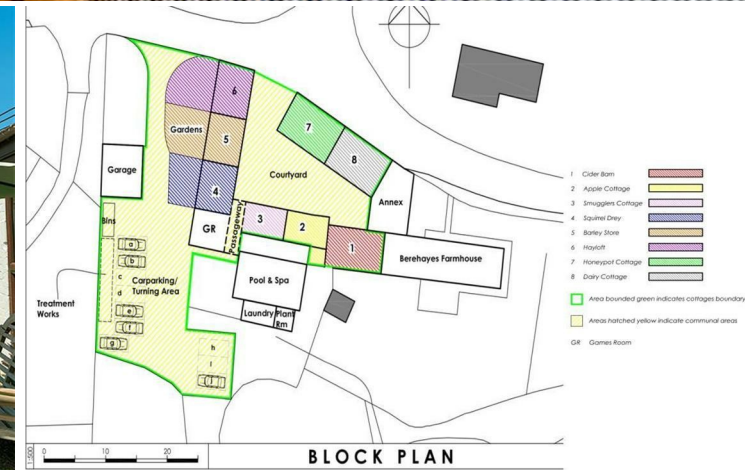 6
7
Gardens
5
8
Garage
Courtyard
4
Annex
Bins
GR
Passageway
3
2
1
Berehayes Farmhouse
a
b
c
d
e
f
g
Carparking/
Turning Area
Pool & Spa
Treatment
Works
Laundry
Plant
Rm
h
i
j
1 Cider Barn
2 Apple Cottage
3 Smugglers Cottage
4 Squirrel Drey
5 Barley Store
6 Hayloft
7 Honeypot Cottage
8 Dairy Cottage
Area bounded green indicates cottages boundary
Areas hatched yellow indicate communal areas
GR Games Room
1:500
0 10 20
BLOCK PLAN